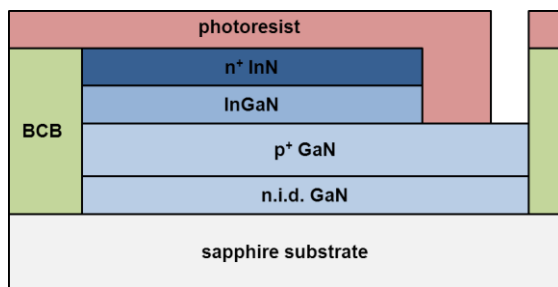 photoresist
n⁺ InN
InGaN
BCB
p⁺ GaN
n.i.d. GaN
sapphire substrate